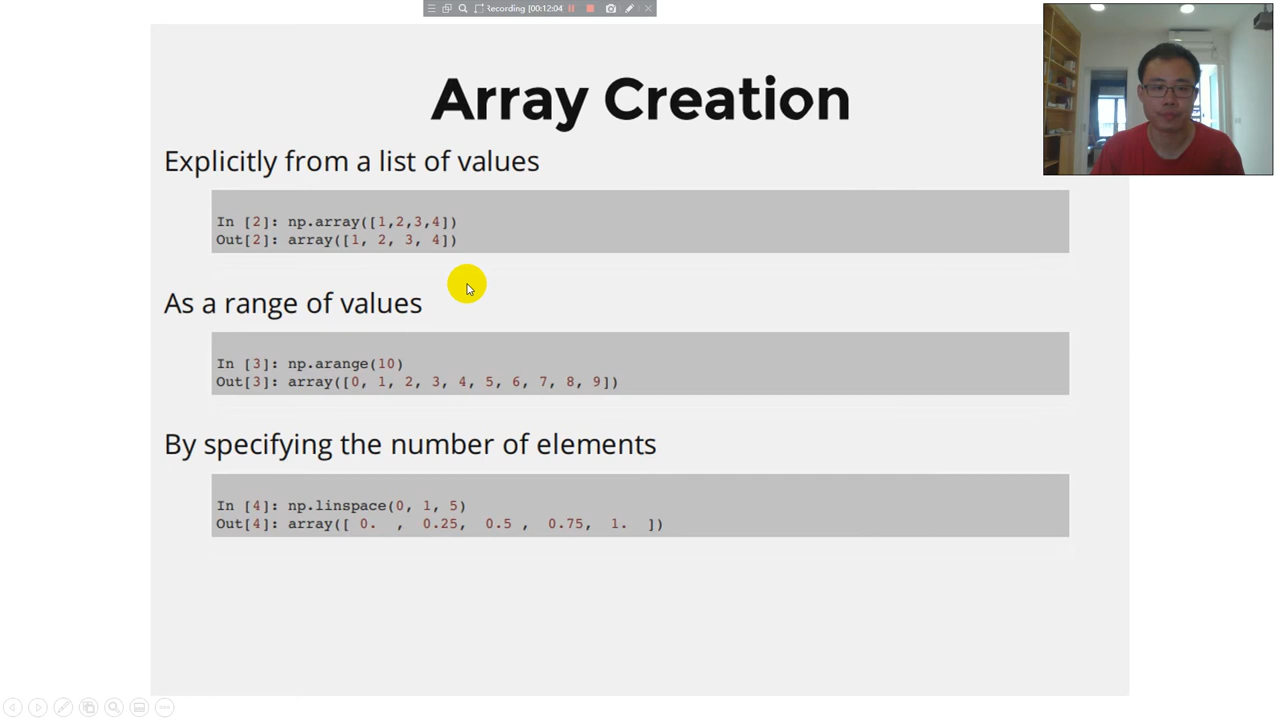 Recording [00:12:04]
Array Creation
Explicitly from a list of values
In [2]: np.array([1,2,3,4])
Out[2]: array([1, 2, 3, 4])
As a range of values
In [3]: np.arange(10)
Out[3]: array([0, 1, 2, 3, 4, 5, 6, 7, 8, 9])
By specifying the number of elements
In [4]: np.linspace(0, 1, 5)
Out[4]: array([ 0.  ,  0.25,  0.5 ,  0.75,  1.  ])